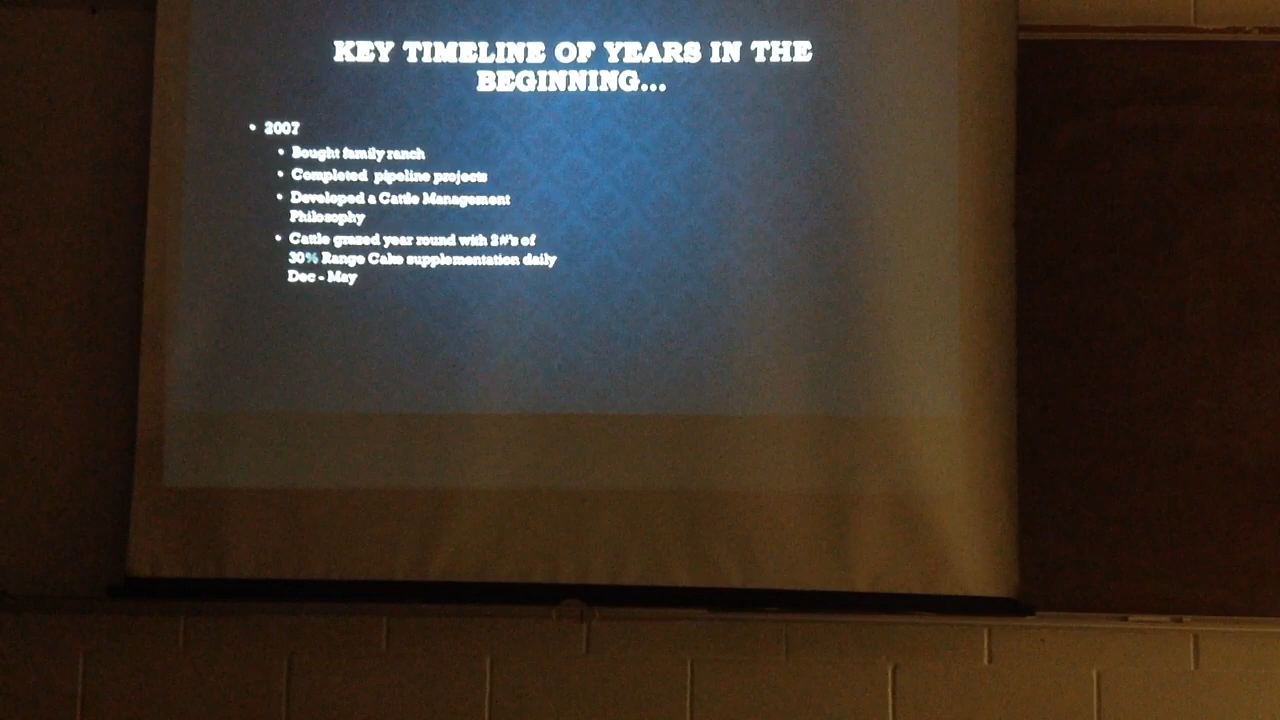 KEY TIMELINE OF YEARS IN THE
BEGINNING...
• 2007
• Bought family ranch
• Completed pipeline projects
• Developed a Cattle Management
Philosophy
• Cattle grazed year round with 2#'s of
30% Range Cake supplementation daily
Dec - May